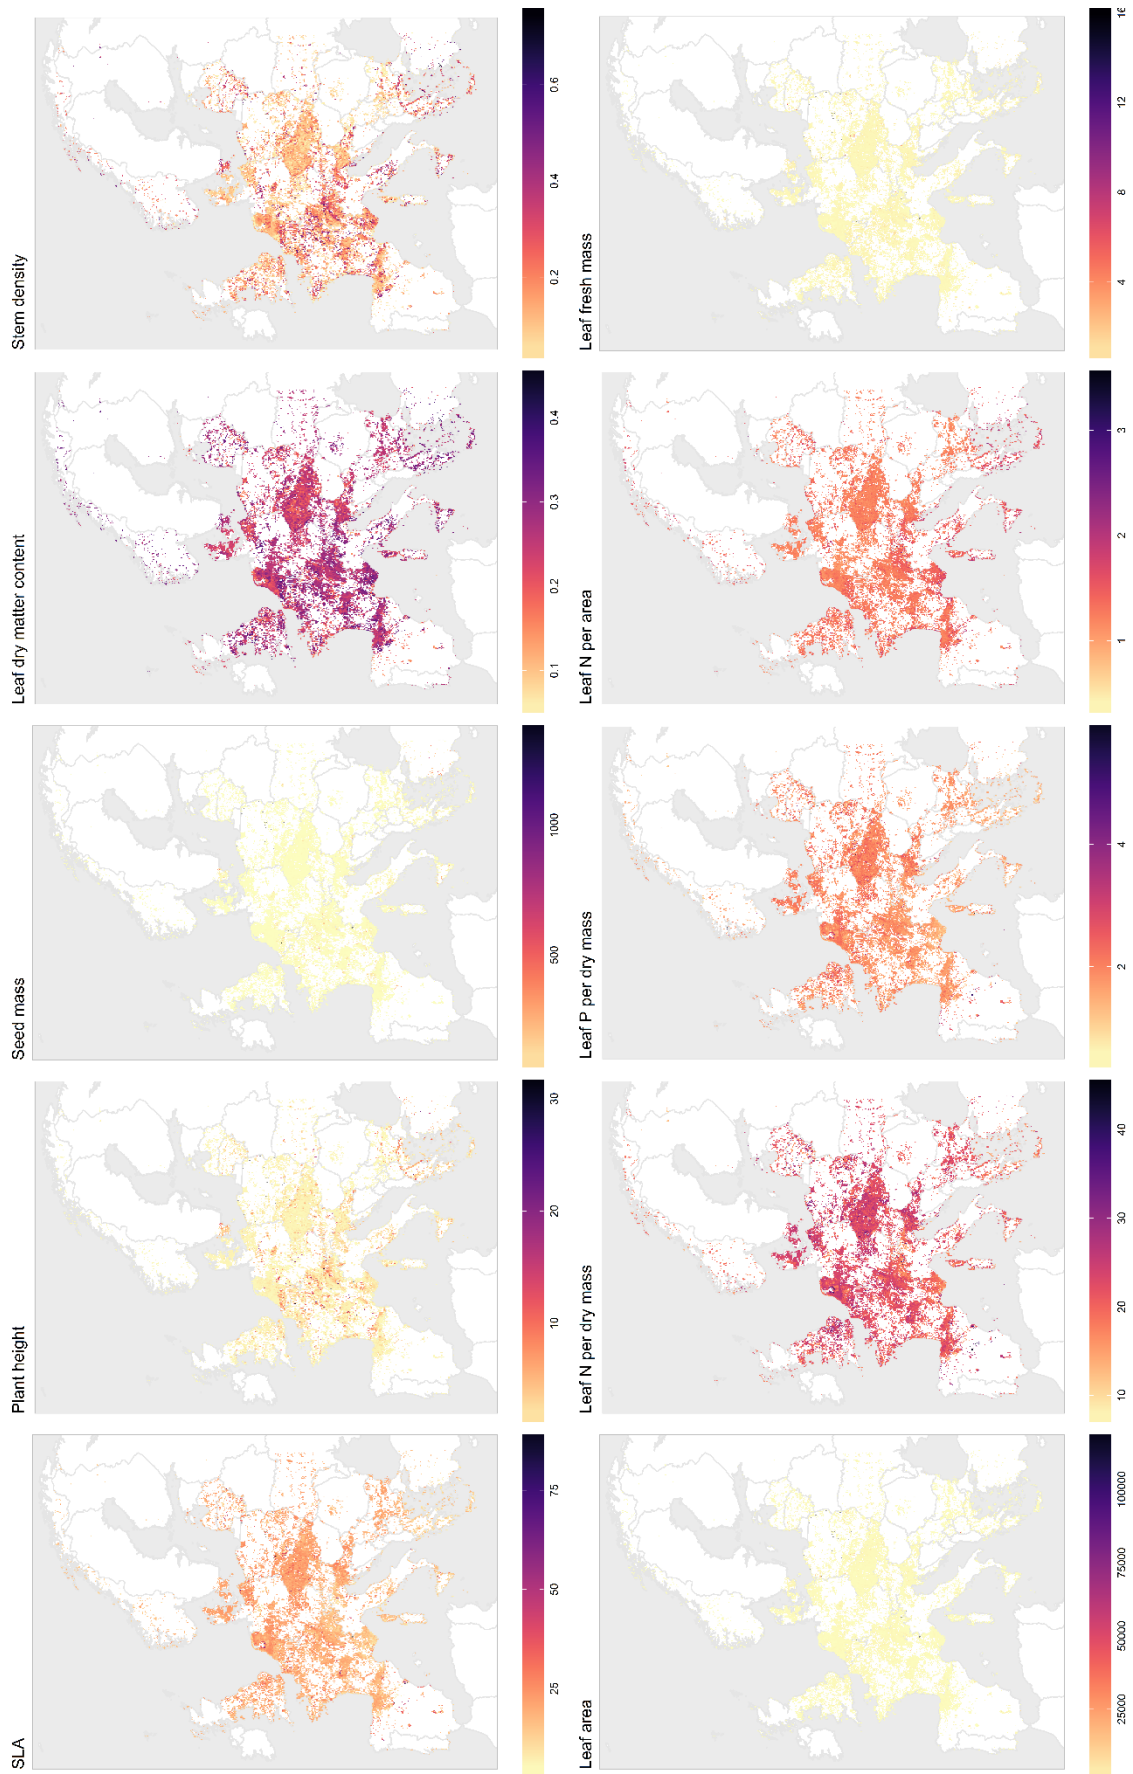 SLA
25 50 75
Plant height
10 20 30
Seed mass
500 1000
Leaf dry matter content
0.1 0.2 0.3 0.4
Stem density
0.2 0.4 0.6
Leaf area
25000 50000 75000 100000
Leaf N per dry mass
10 20 30 40
Leaf P per dry mass
2 4
Leaf N per area
1 2 3
Leaf fresh mass
4 8 12 16